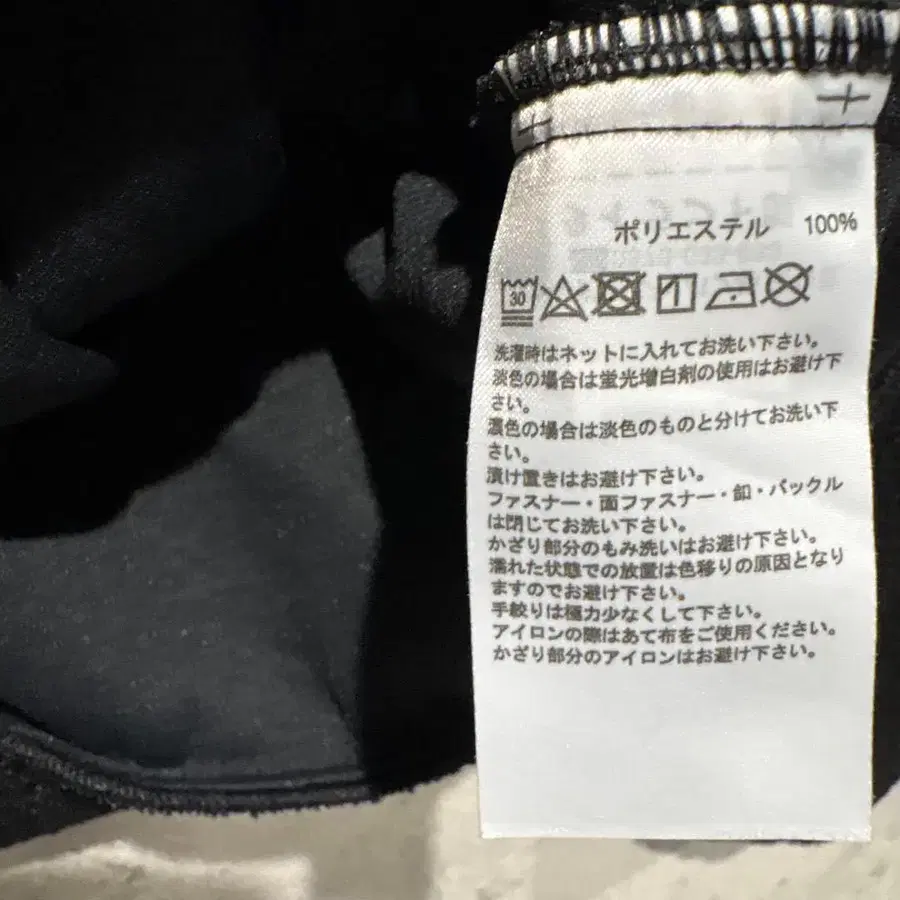 ポリエステル 100%
30
洗濯時はネットに入れてお洗い下さい。
淡色の場合は蛍光増白剤の使用はお避け下
さい。
濃色の場合は淡色のものと分けてお洗い下
さい。
漬け置きはお避け下さい。
ファスナー・面ファスナー・釦・バックル
は閉じてお洗い下さい。
かざり部分のもみ洗いはお避け下さい。
濡れた状態での放置は色移りの原因となり
ますのでお避け下さい。
手絞りは極力少なくして下さい。
アイロンの際はあて布をご使用ください。
かざり部分のアイロンはお避け下さい。